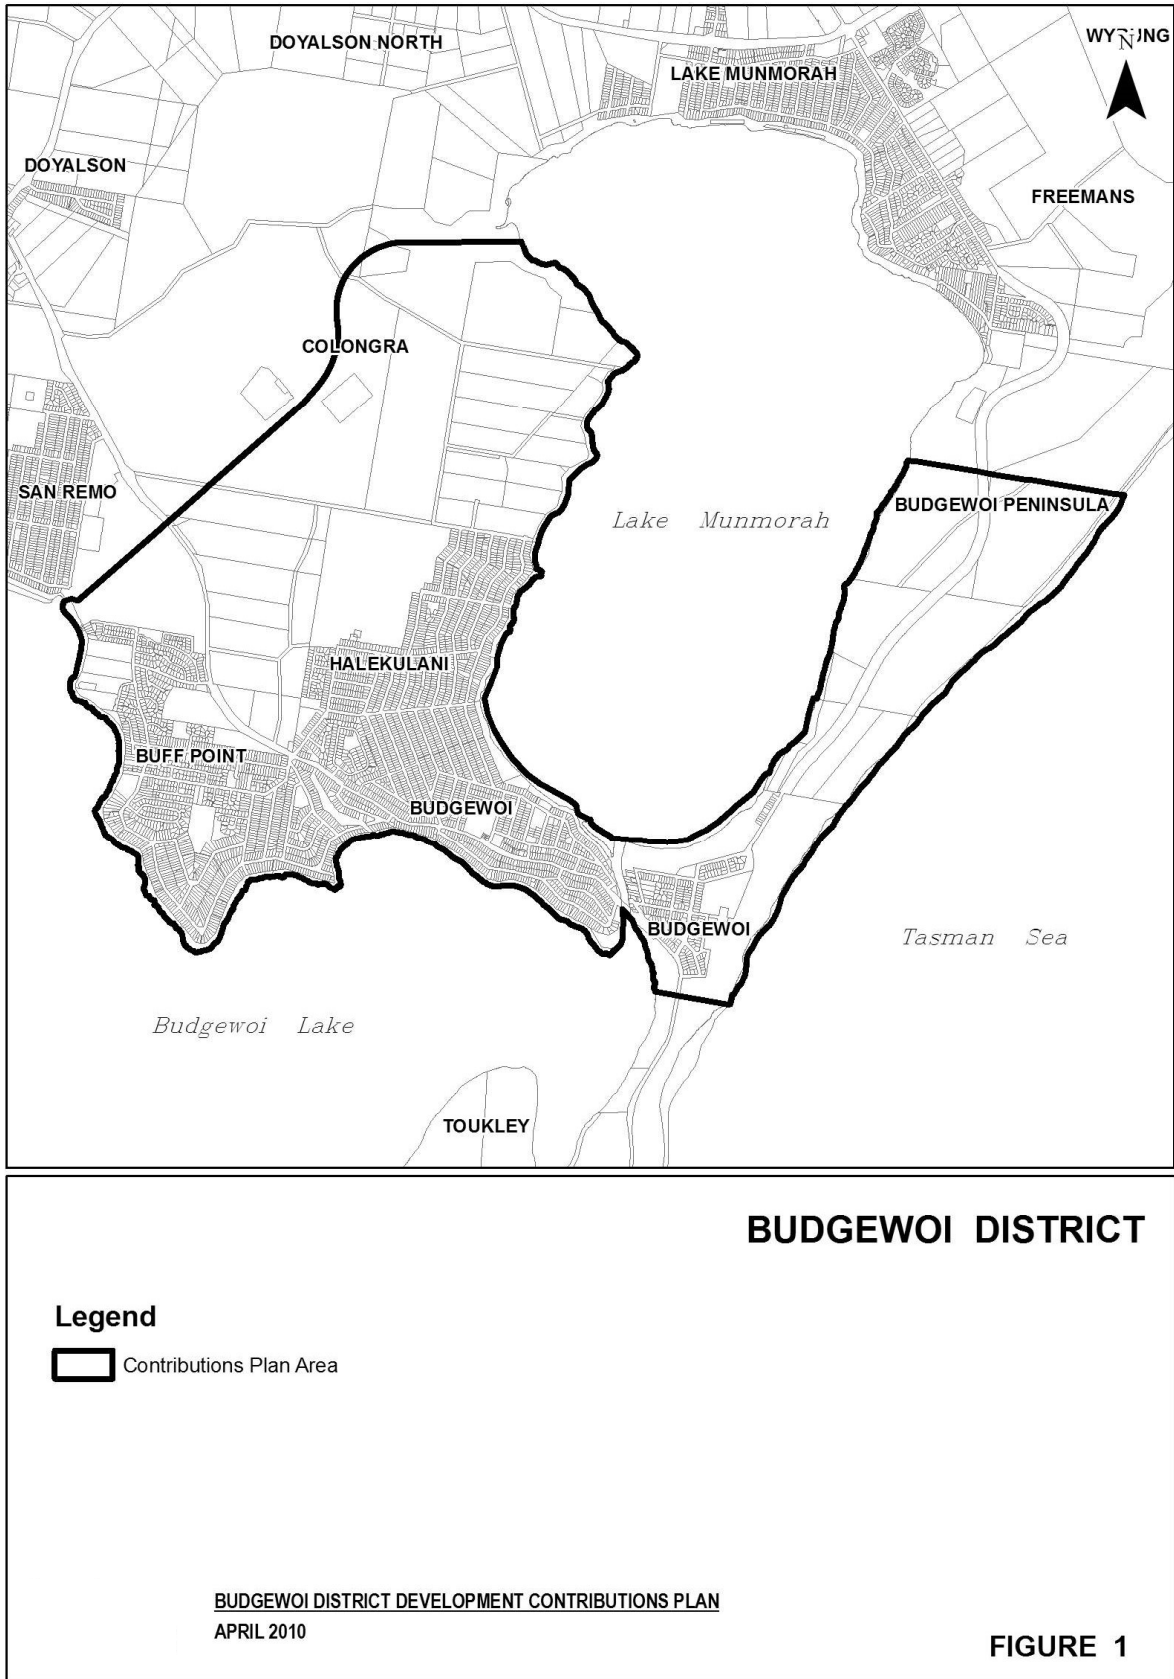 DOYALSON NORTH
WYONG
N
LAKE MUNMORAH
DOYALSON
FREEMANS
COLONGRA
SAN REMO
BUDGEWOI PENINSULA
Lake Munmorah
HALEKULANI
BUFF POINT
BUDGEWOI
BUDGEWOI
Tasman Sea
Budgewoi Lake
TOUKLEY
BUDGEWOI DISTRICT
Legend
Contributions Plan Area
BUDGEWOI DISTRICT DEVELOPMENT CONTRIBUTIONS PLAN
APRIL 2010
FIGURE 1